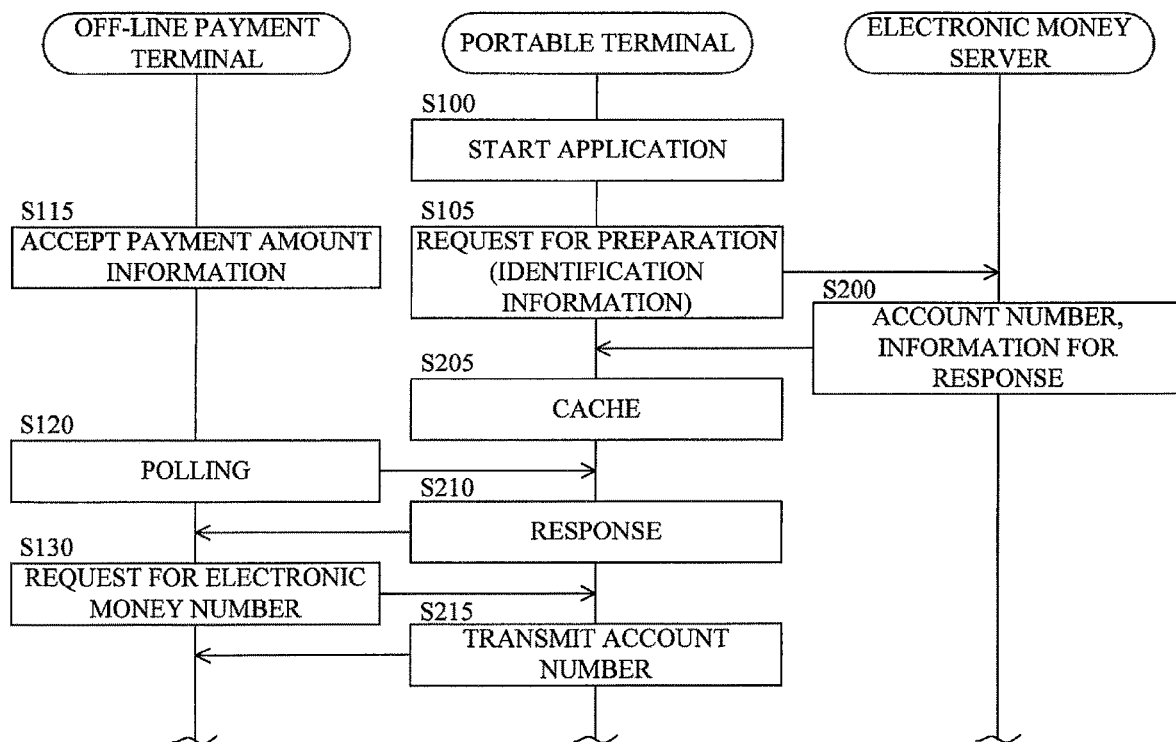 OFF-LINE PAYMENT
TERMINAL
PORTABLE TERMINAL
ELECTRONIC MONEY
SERVER
S100
START APPLICATION
S115
ACCEPT PAYMENT AMOUNT
INFORMATION
S105
REQUEST FOR PREPARATION
(IDENTIFICATION
INFORMATION)
S200
ACCOUNT NUMBER,
INFORMATION FOR
RESPONSE
S205
CACHE
S120
POLLING
S210
RESPONSE
S130
REQUEST FOR ELECTRONIC
MONEY NUMBER
S215
TRANSMIT ACCOUNT
NUMBER